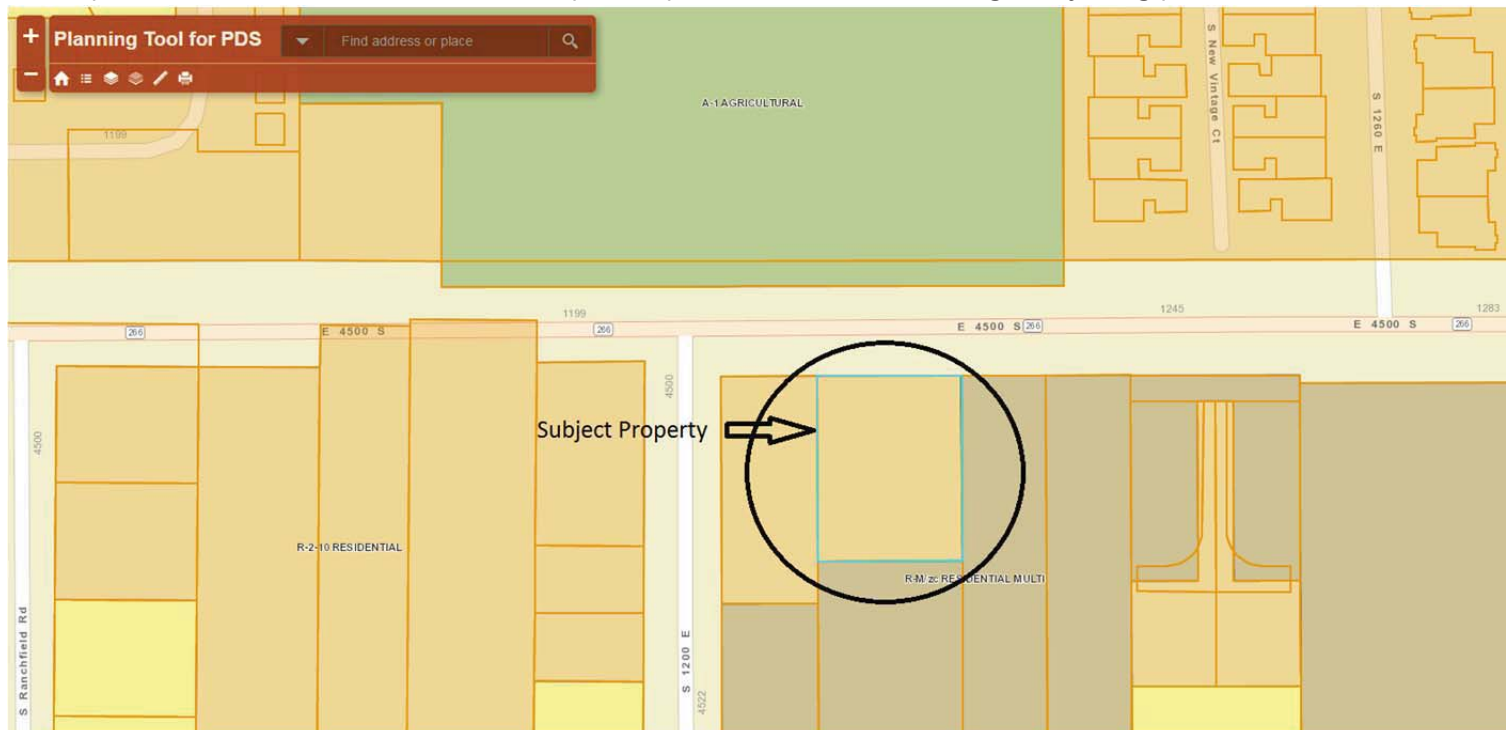 Planning Tool for PDS
Find address or place
A-1 AGRICULTURAL
S New Vintage Ct
S 1260 E
1199
1199
1245
1283
266
E 4500 S
266
E 4500 S 266
E 4500 S
266
4500
4500
Subject Property
R-2-10 RESIDENTIAL
R-M/zc RESIDENTIAL MULTI
S Ranchfield Rd
S 1200 E
4522